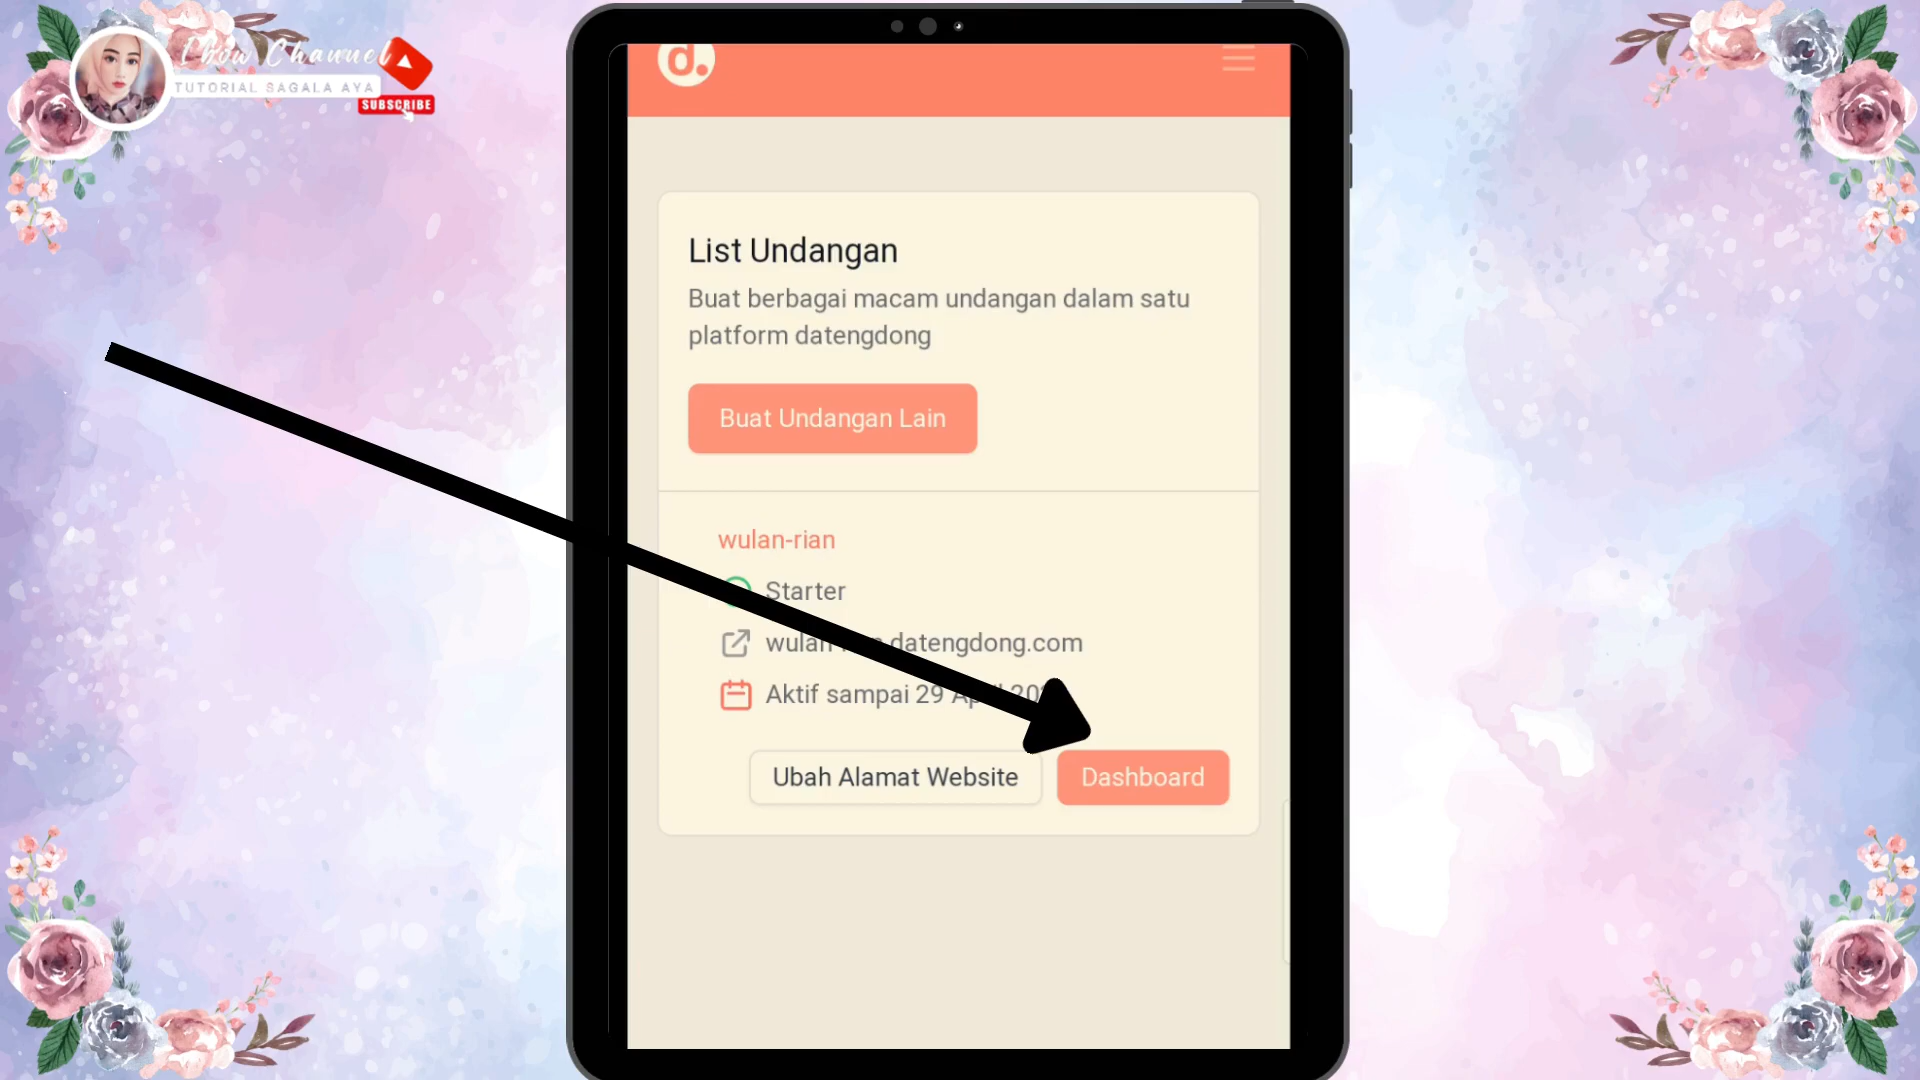 Channel
TUTORIAL SAGALA AYA
SUBSCRIBE
d.
List Undangan
Buat berbagai macam undangan dalam satu
platform datengdong
Buat Undangan Lain
wulan-rian
Starter
datengdong.com
Aktif sampai 29
Ubah Alamat Website
Dashboard